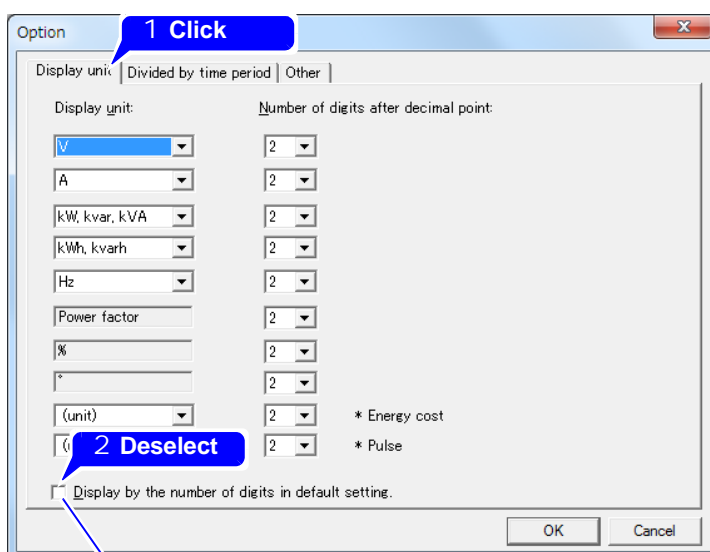 Option
1 Click
Display unit Divided by time period Other
Display unit: Number of digits after decimal point:
V 2
A 2
kW, kvar, kVA 2
kWh, kvarh 2
Hz 2
Power factor 2
% 2
° 2
(unit) 2 * Energy cost
2 Deselect 2 * Pulse
Display by the number of digits in default setting.
OK Cancel